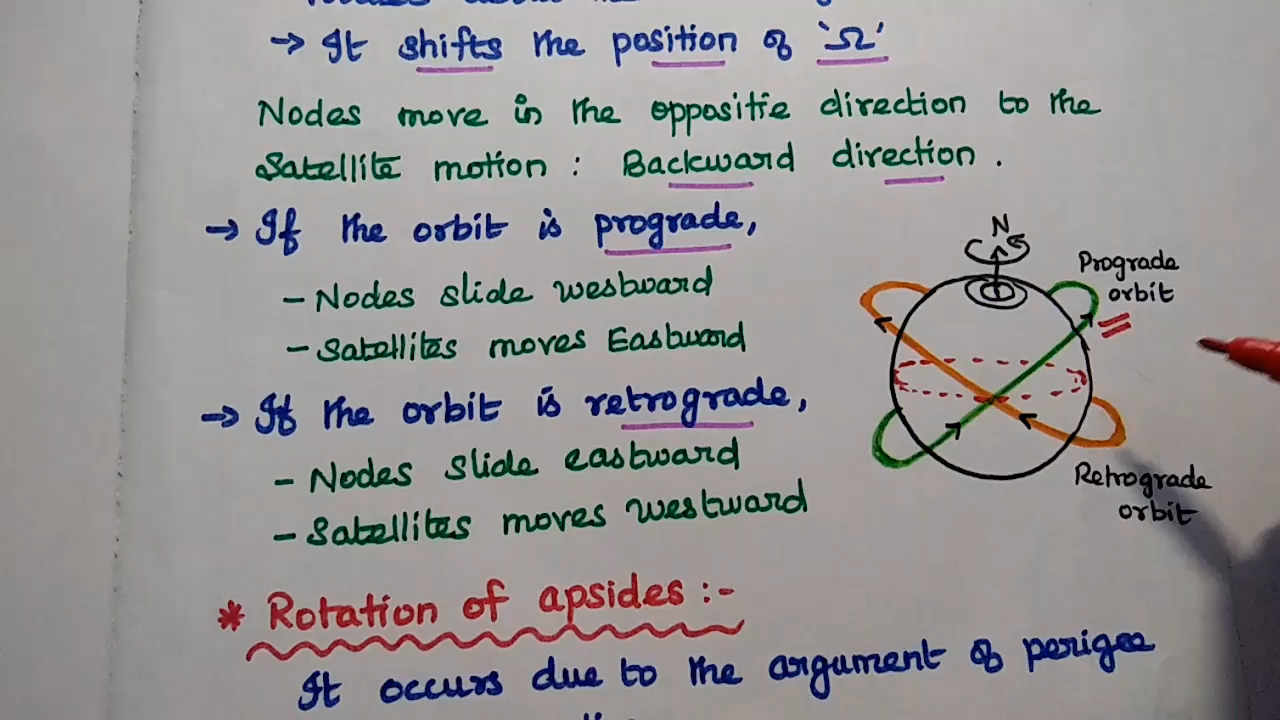 → It shifts the position of 'Ω'
Nodes move in the oppositie direction to the
Satellite motion : Backward direction .
→ If the orbit is prograde,
- Nodes slide westward
- Satellites moves Eastward
→ If the orbit is retrograde,
- Nodes slide eastward
- Satellites moves westward
N
Prograde
orbit
Retrograde
orbit
* Rotation of apsides :-
It occurs due to the argument of perigee